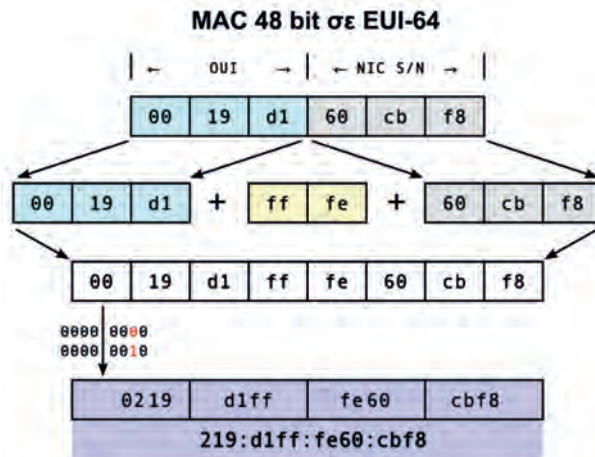 MAC 48 bit σε EUI-64
| ← OUI → | ← NIC S/N → |
00 19 d1 60 cb f8
00 19 d1 + ff fe + 60 cb f8
00 19 d1 ff fe 60 cb f8
0000 0000
0000 0010
0219 d1ff fe60 cbf8
219:d1ff:fe60:cbf8